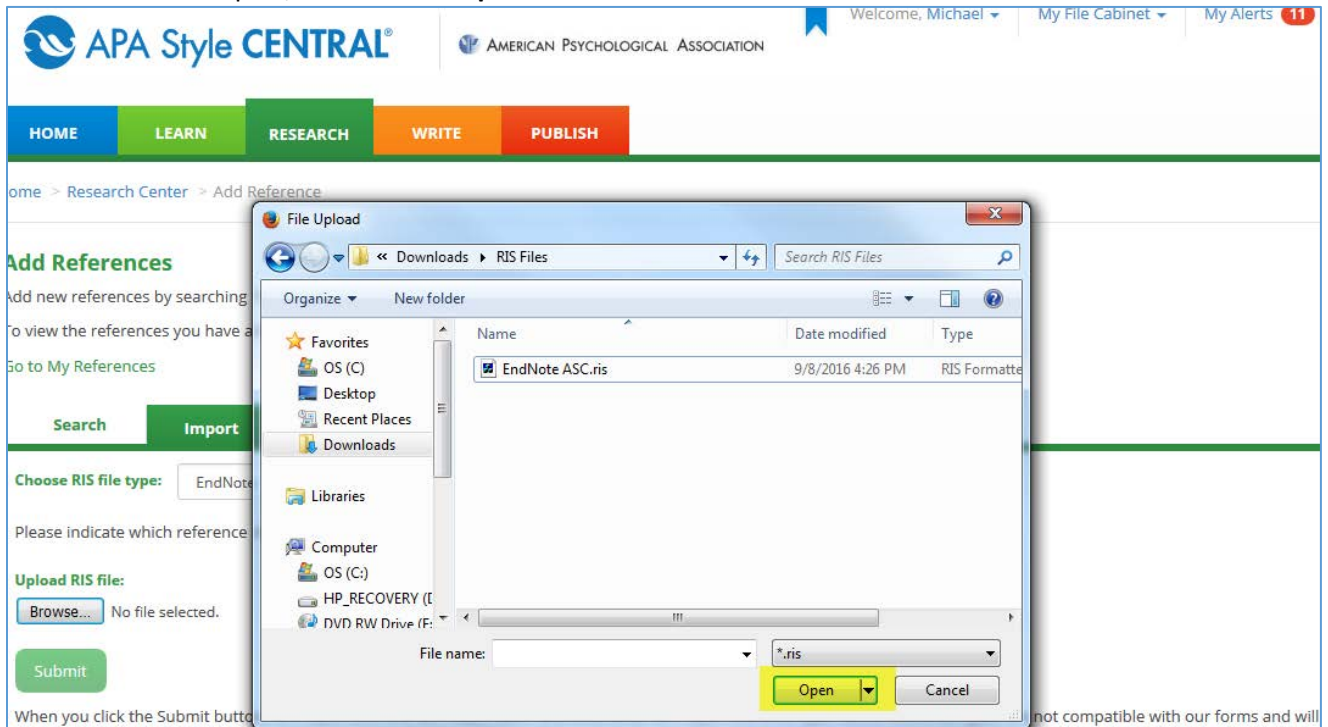 Welcome, Michael My File Cabinet My Alerts 11
APA Style CENTRAL® AMERICAN PSYCHOLOGICAL ASSOCIATION
HOME LEARN RESEARCH WRITE PUBLISH
ome > Research Center > Add Reference
File Upload
« Downloads RIS Files Search RIS Files
Add References
Add new references by searching
Organize New folder
To view the references you have a
Name Date modified Type
Favorites
Go to My References
OS (C) EndNote ASC.ris 9/8/2016 4:26 PM RIS Formatte
Desktop
Recent Places
Search Import
Downloads
Choose RIS file type: EndNote
Libraries
Please indicate which reference
Computer
Upload RIS file:
OS (C:)
HP_RECOVERY (D
Browse... No file selected.
DVD RW Drive (E:
File name: *.ris
Submit
Open Cancel
When you click the Submit butto not compatible with our forms and will